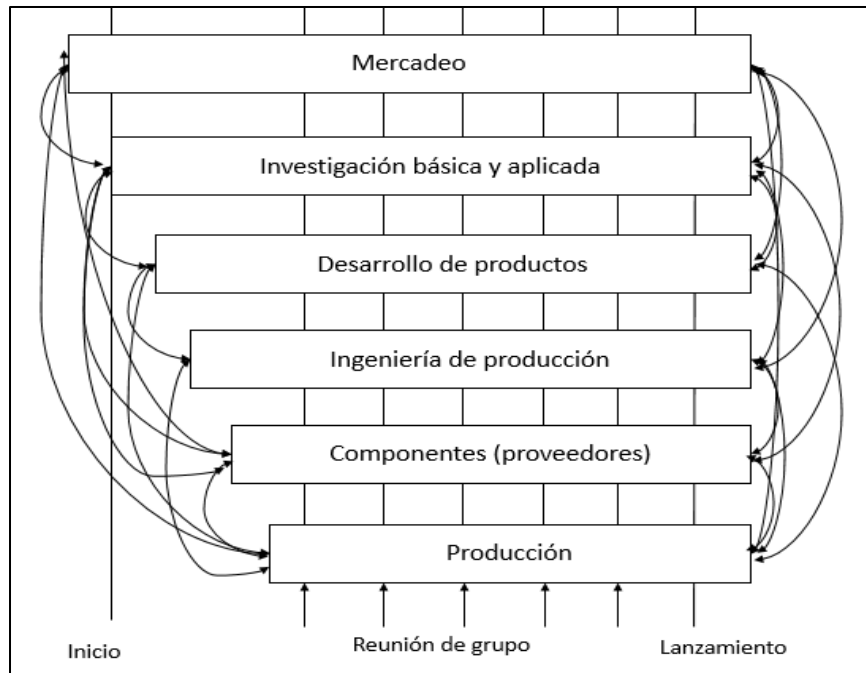 Mercadeo
Investigación básica y aplicada
Desarrollo de productos
Ingeniería de producción
Componentes (proveedores)
Producción
Inicio
Reunión de grupo
Lanzamiento